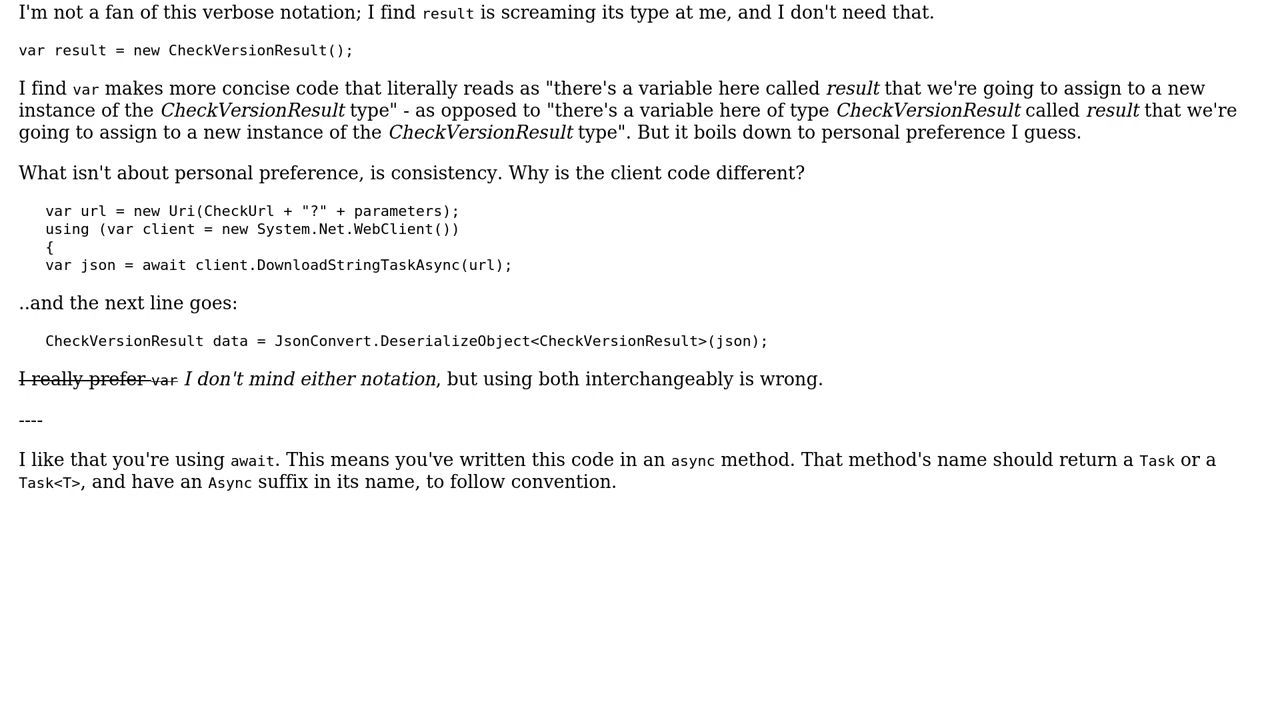 I'm not a fan of this verbose notation; I find result is screaming its type at me, and I don't need that.
var result = new CheckVersionResult();
I find var makes more concise code that literally reads as "there's a variable here called result that we're going to assign to a new
instance of the CheckVersionResult type" - as opposed to "there's a variable here of type CheckVersionResult called result that we're
going to assign to a new instance of the CheckVersionResult type". But it boils down to personal preference I guess.
What isn't about personal preference, is consistency. Why is the client code different?
var url = new Uri(CheckUrl + "?" + parameters);
using (var client = new System.Net.WebClient())
{
var json = await client.DownloadStringTaskAsync(url);
..and the next line goes:
CheckVersionResult data = JsonConvert.DeserializeObject<CheckVersionResult>(json);
I really prefer var I don't mind either notation, but using both interchangeably is wrong.
----
I like that you're using await. This means you've written this code in an async method. That method's name should return a Task or a
Task<T>, and have an Async suffix in its name, to follow convention.